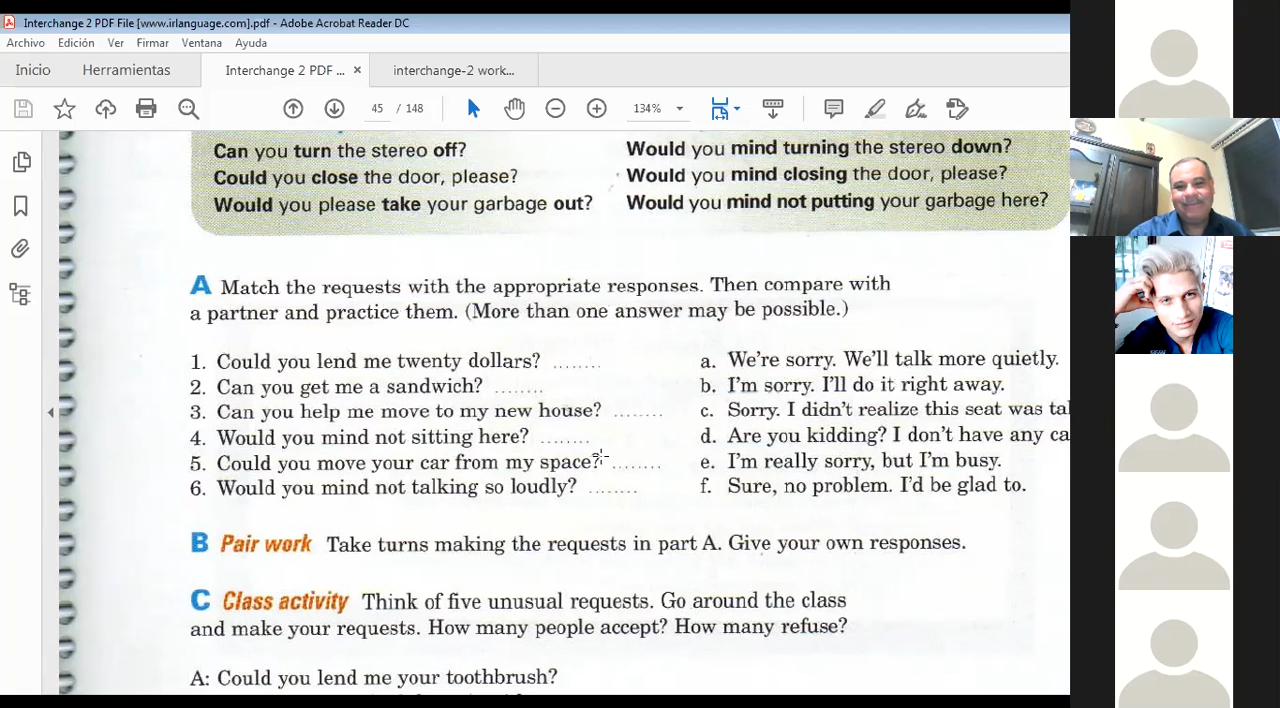 Interchange 2 PDF File [www.irlanguage.com].pdf - Adobe Acrobat Reader DC
Archivo Edición Ver Firmar Ventana Ayuda
Inicio Herramientas Interchange 2 PDF ... × interchange-2 work...
45 / 148 134%
Can you turn the stereo off? Would you mind turning the stereo down?
Could you close the door, please? Would you mind closing the door, please?
Would you please take your garbage out? Would you mind not putting your garbage here?
A Match the requests with the appropriate responses. Then compare with
a partner and practice them. (More than one answer may be possible.)
1. Could you lend me twenty dollars? ........ a. We're sorry. We'll talk more quietly.
2. Can you get me a sandwich? ........ b. I'm sorry. I'll do it right away.
3. Can you help me move to my new house? ........ c. Sorry. I didn't realize this seat was tal
4. Would you mind not sitting here? ........ d. Are you kidding? I don't have any ca
5. Could you move your car from my space? ........ e. I'm really sorry, but I'm busy.
6. Would you mind not talking so loudly? ........ f. Sure, no problem. I'd be glad to.
B Pair work Take turns making the requests in part A. Give your own responses.
C Class activity Think of five unusual requests. Go around the class
and make your requests. How many people accept? How many refuse?
A: Could you lend me your toothbrush?